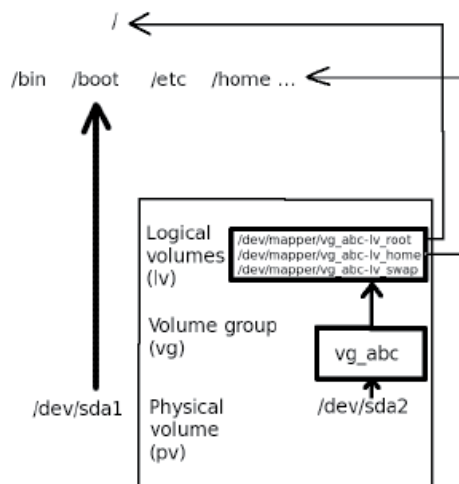 /
/bin /boot /etc /home ...
Logical
volumes
(lv)
/dev/mapper/vg_abc-lv_root
/dev/mapper/vg_abc-lv_home
/dev/mapper/vg_abc-lv_swap
Volume group
(vg)
vg_abc
/dev/sda1
Physical
volume
(pv)
/dev/sda2